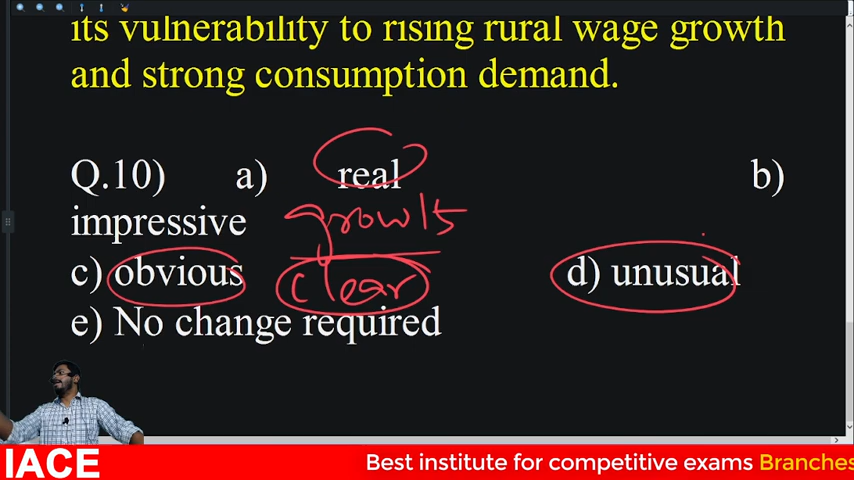 its vulnerability to rising rural wage growth
and strong consumption demand.
Q.10) a) real b)
impressive growth
c) obvious clear d) unusual
e) No change required
IACE Best institute for competitive exams Branches